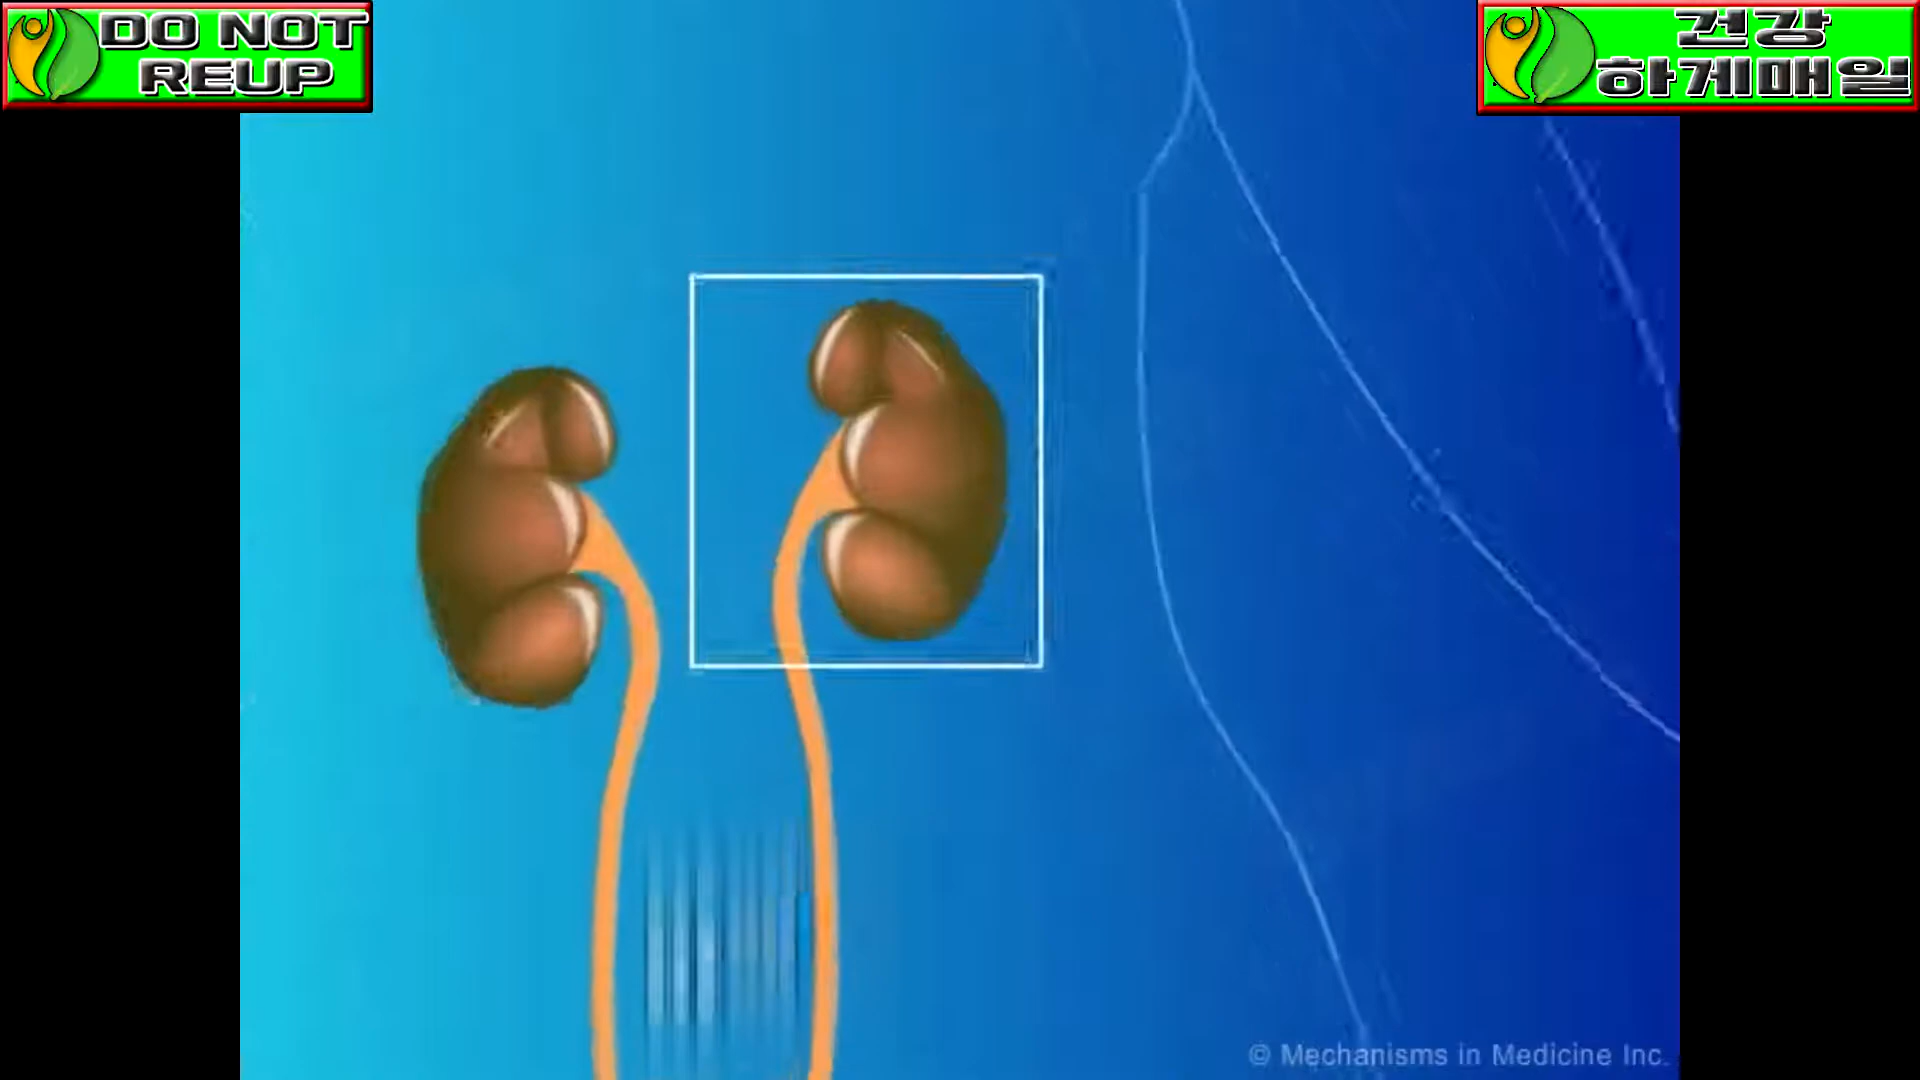 DO NOT
REUP
건강
하게매일
© Mechanisms in Medicine Inc.